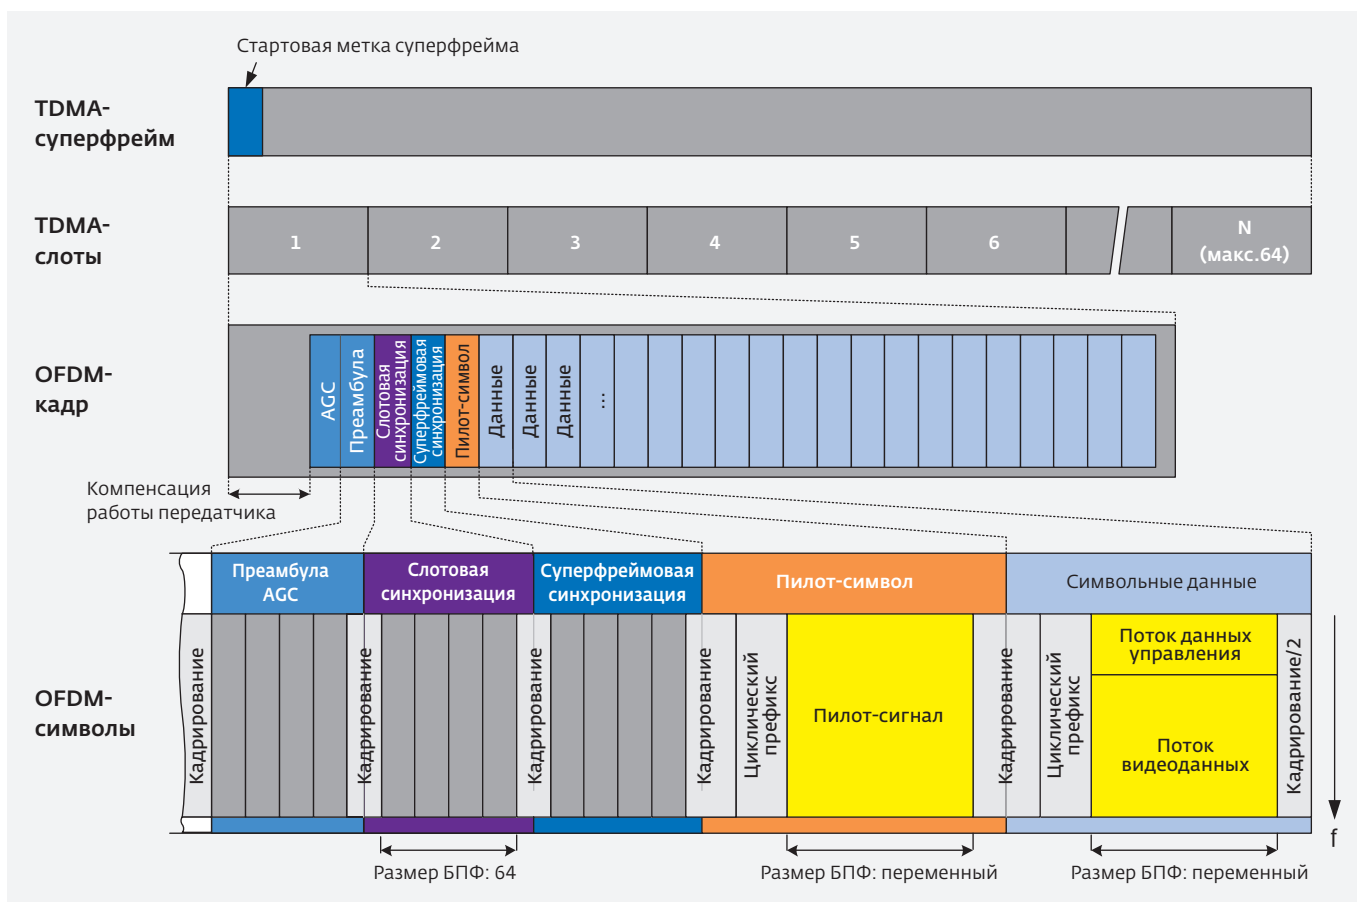 Стартовая метка суперфрейма
TDMA-
суперфрейм
TDMA-
слоты
1
2
3
4
5
6
N
(макс.64)
OFDM-
кадр
AGC
Преамбула
Слотовая
синхронизация
Суперфреймовая
синхронизация
Пилот-символ
Данные
Данные
Данные
...
Компенсация
работы передатчика
Преамбула
AGC
Слотовая
синхронизация
Суперфреймовая
синхронизация
Пилот-символ
Символьные данные
OFDM-
символы
Кадрирование
Кадрирование
Кадрирование
Кадрирование
Циклический
префикс
Пилот-сигнал
Кадрирование
Циклический
префикс
Поток данных
управления
Поток
видеоданных
Кадрирование/2
f
Размер БПФ: 64
Размер БПФ: переменный
Размер БПФ: переменный